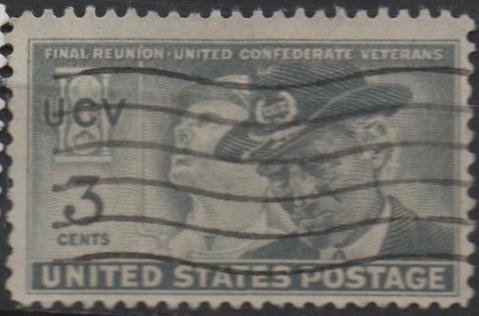 FINAL REUNION · UNITED CONFEDERATE VETERANS
UCV
3
CENTS
UNITED STATES POSTAGE